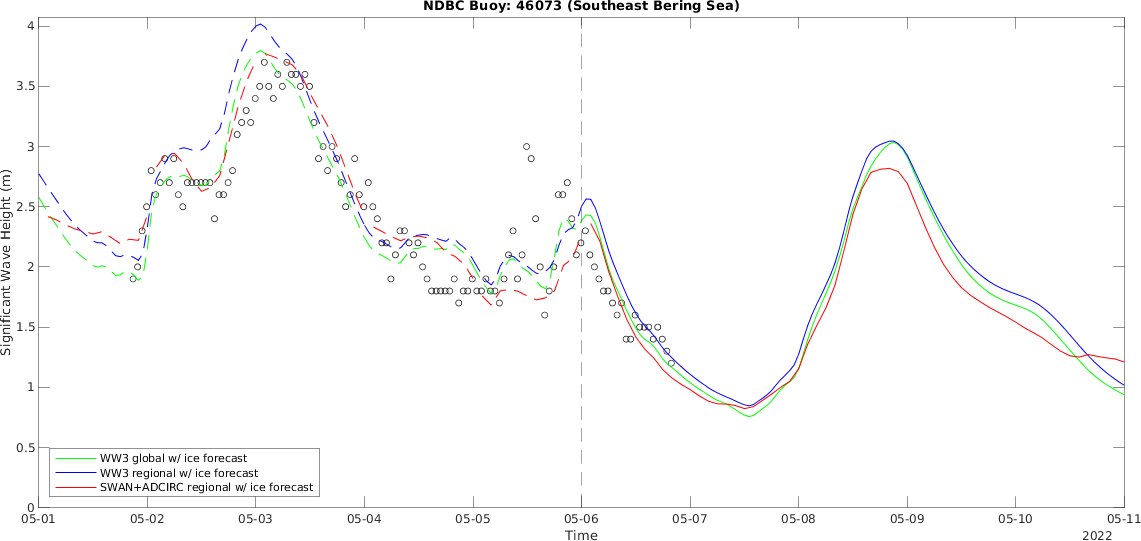 NDBC Buoy: 46073 (Southeast Bering Sea)
4
3.5
3
2.5
2
1.5
1
0.5
0
Significant Wave Height (m)
WW3 global w/ ice forecast
WW3 regional w/ ice forecast
SWAN+ADCIRC regional w/ ice forecast
05-01 05-02 05-03 05-04 05-05 05-06 05-07 05-08 05-09 05-10 05-11
Time
2022